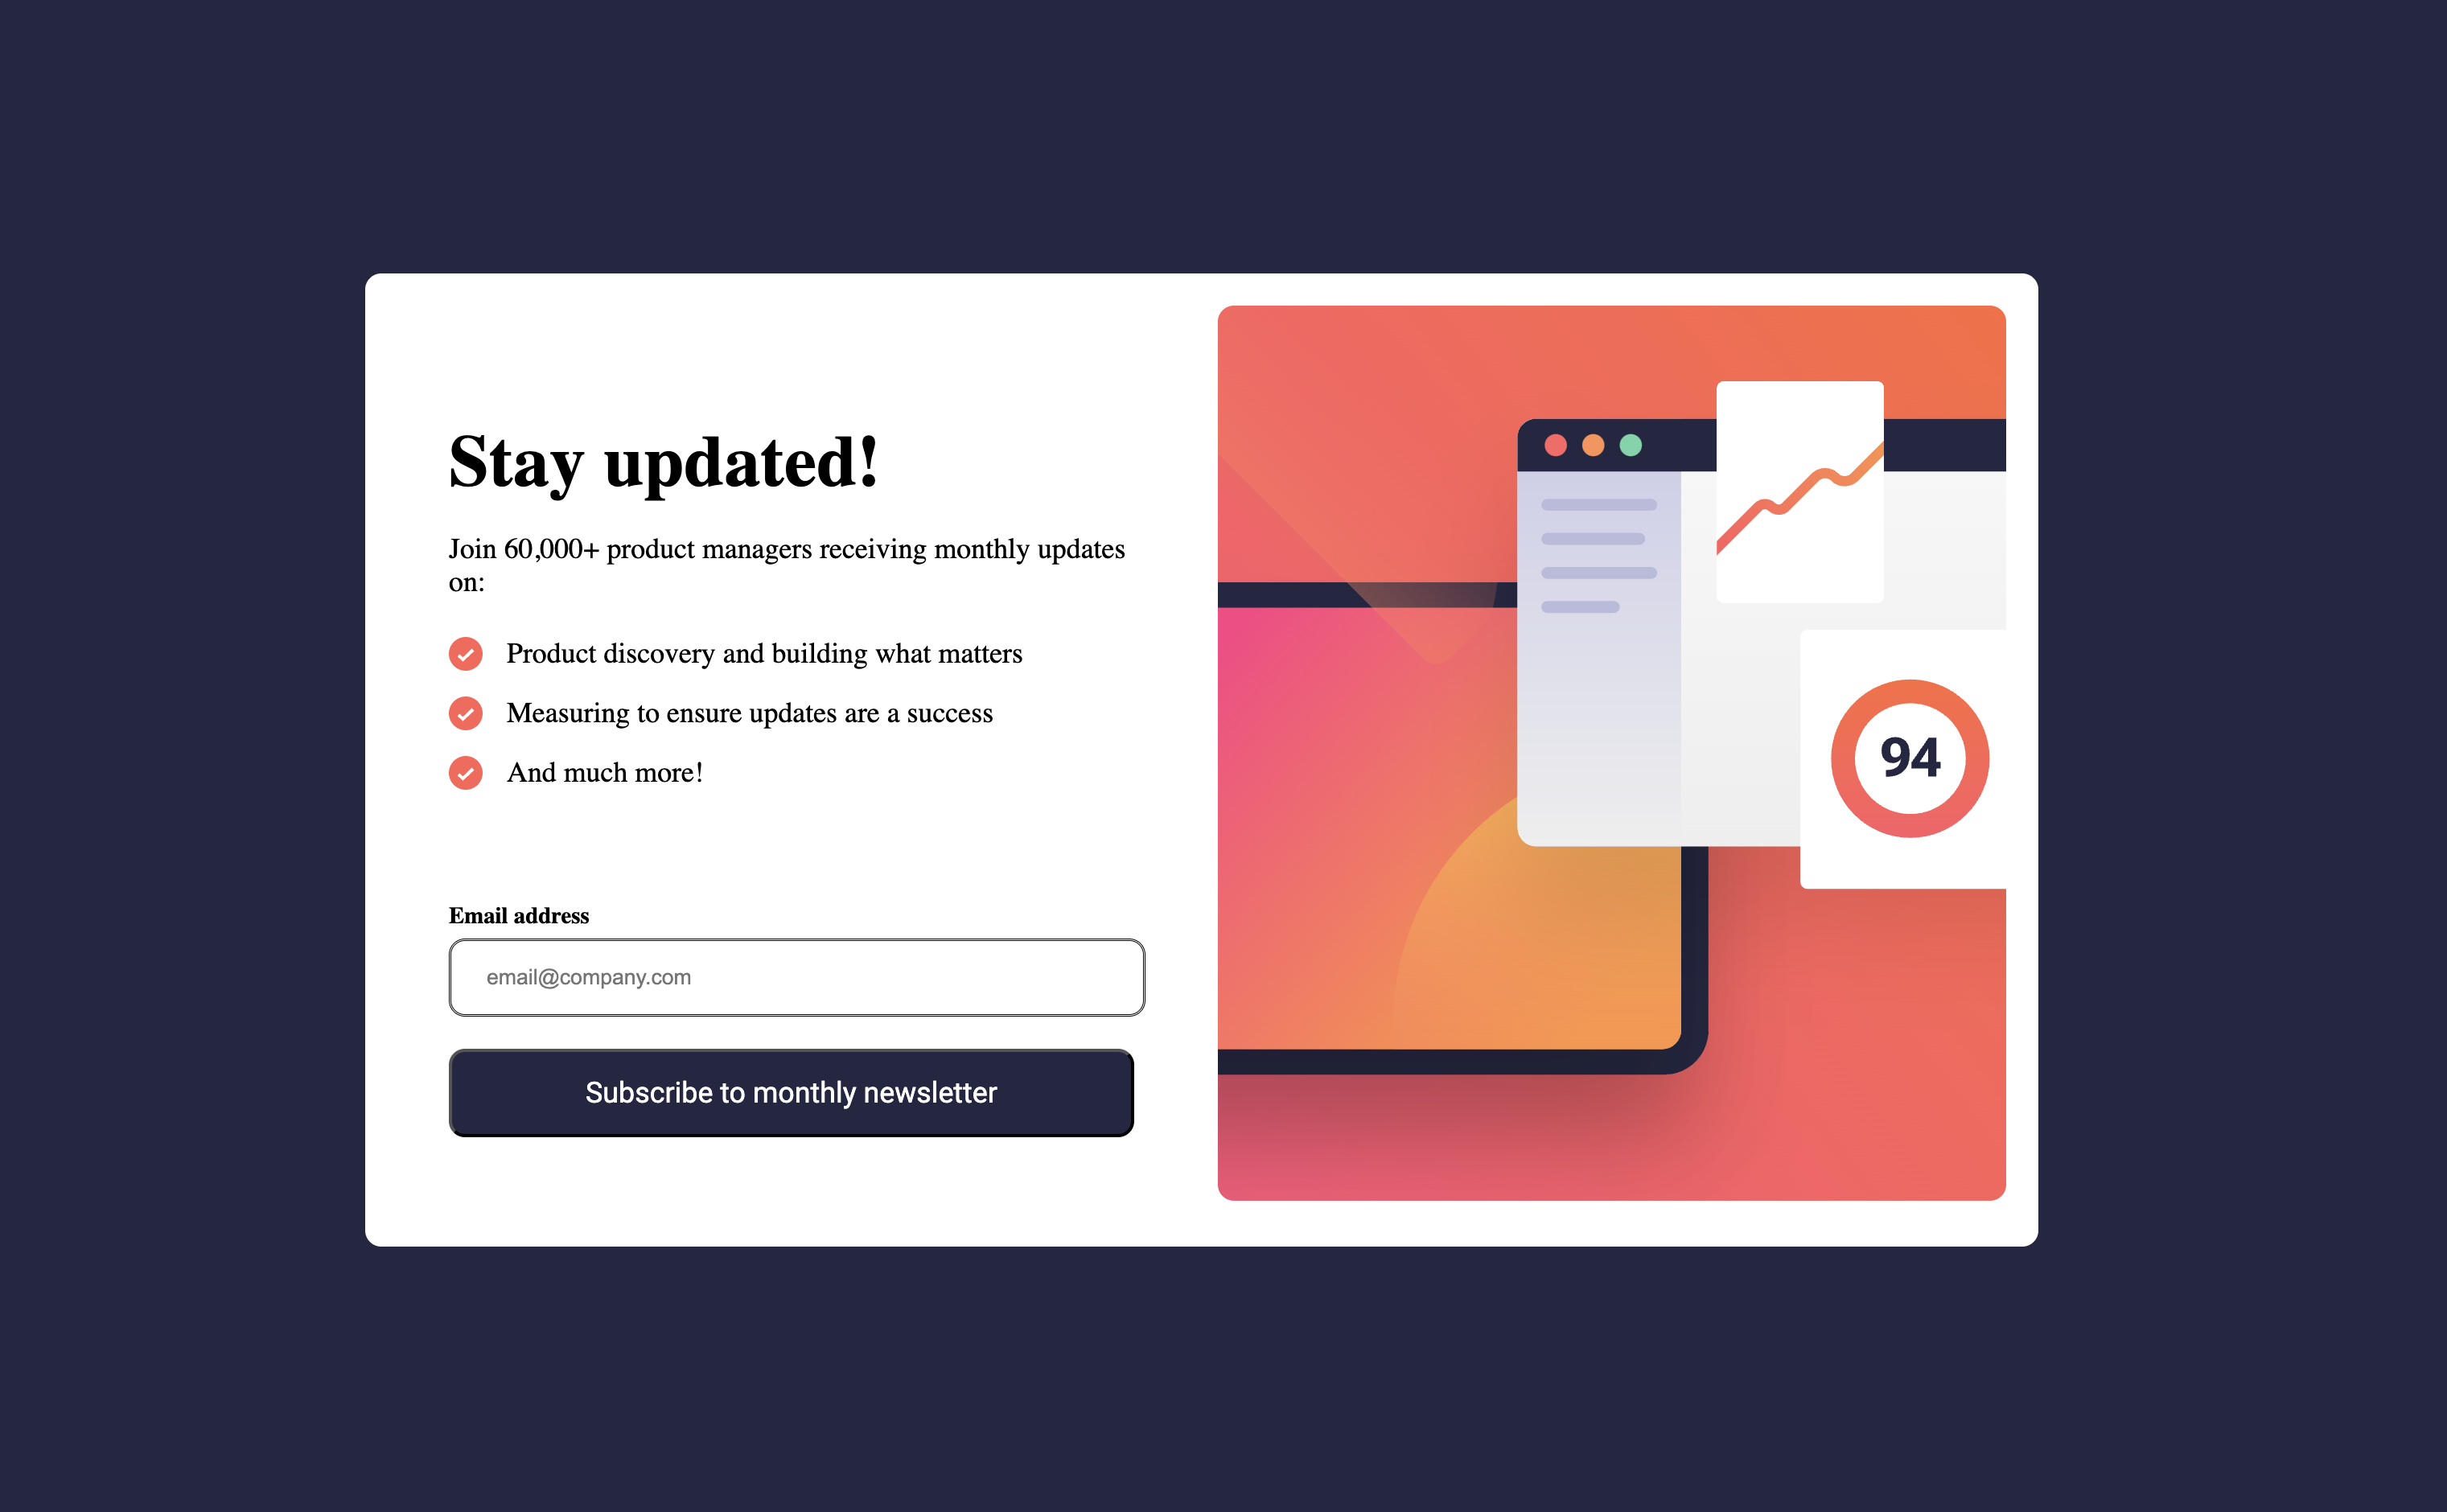 Stay updated!
Join 60,000+ product managers receiving monthly updates
on:
Product discovery and building what matters
Measuring to ensure updates are a success
And much more!
Email address
email@company.com
Subscribe to monthly newsletter
94